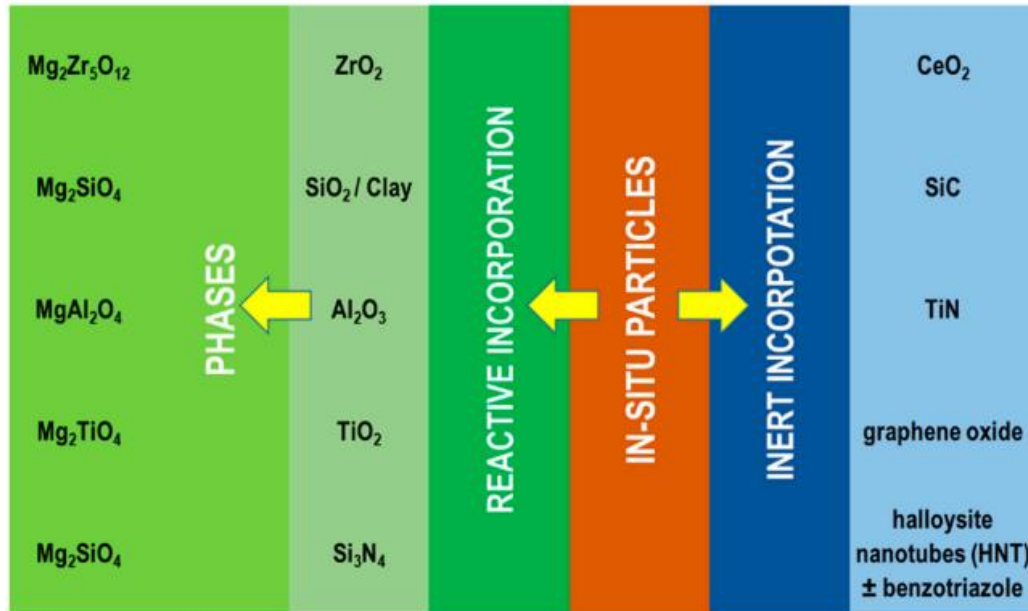 Mg₂Zr₅O₁₂
ZrO₂
CeO₂
Mg₂SiO₄
SiO₂ / Clay
SiC
MgAl₂O₄
Al₂O₃
TiN
Mg₂TiO₄
TiO₂
graphene oxide
Mg₂SiO₄
Si₃N₄
halloysite
nanotubes (HNT)
± benzotriazole
PHASES
REACTIVE INCORPORATION
IN-SITU PARTICLES
INERT INCORPOTATION